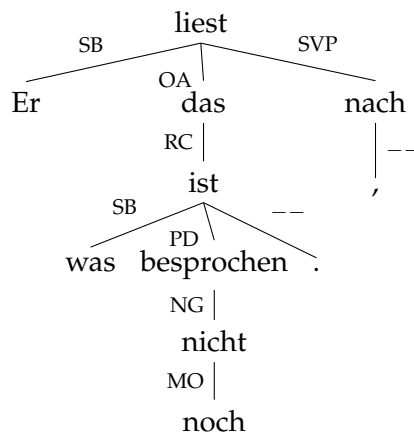 liest
SB SVP
OA
Er das nach
RC −−
ist ,
SB −−
PD
was besprochen .
NG
nicht
MO
noch